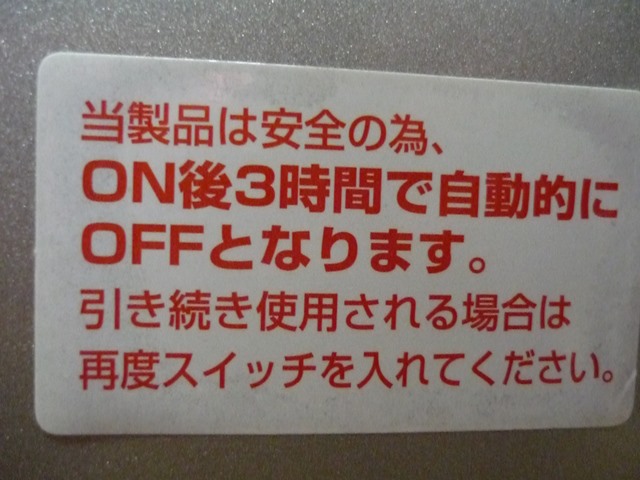 当製品は安全の為、
ON後3時間で自動的に
OFFとなります。
引き続き使用される場合は
再度スイッチを入れてください。